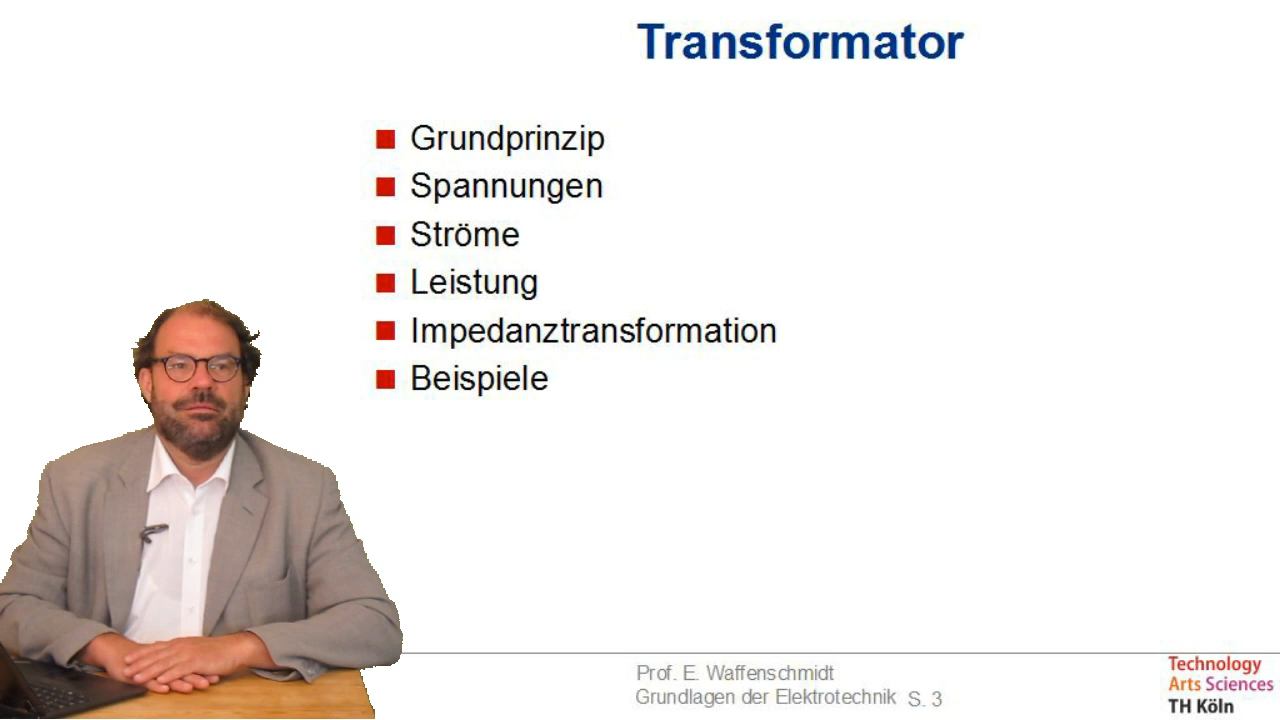 Transformator
Grundprinzip
Spannungen
Ströme
Leistung
Impedanztransformation
Beispiele
Prof. E. Waffenschmidt
Grundlagen der Elektrotechnik S. 3
Technology
Arts Sciences
TH Köln